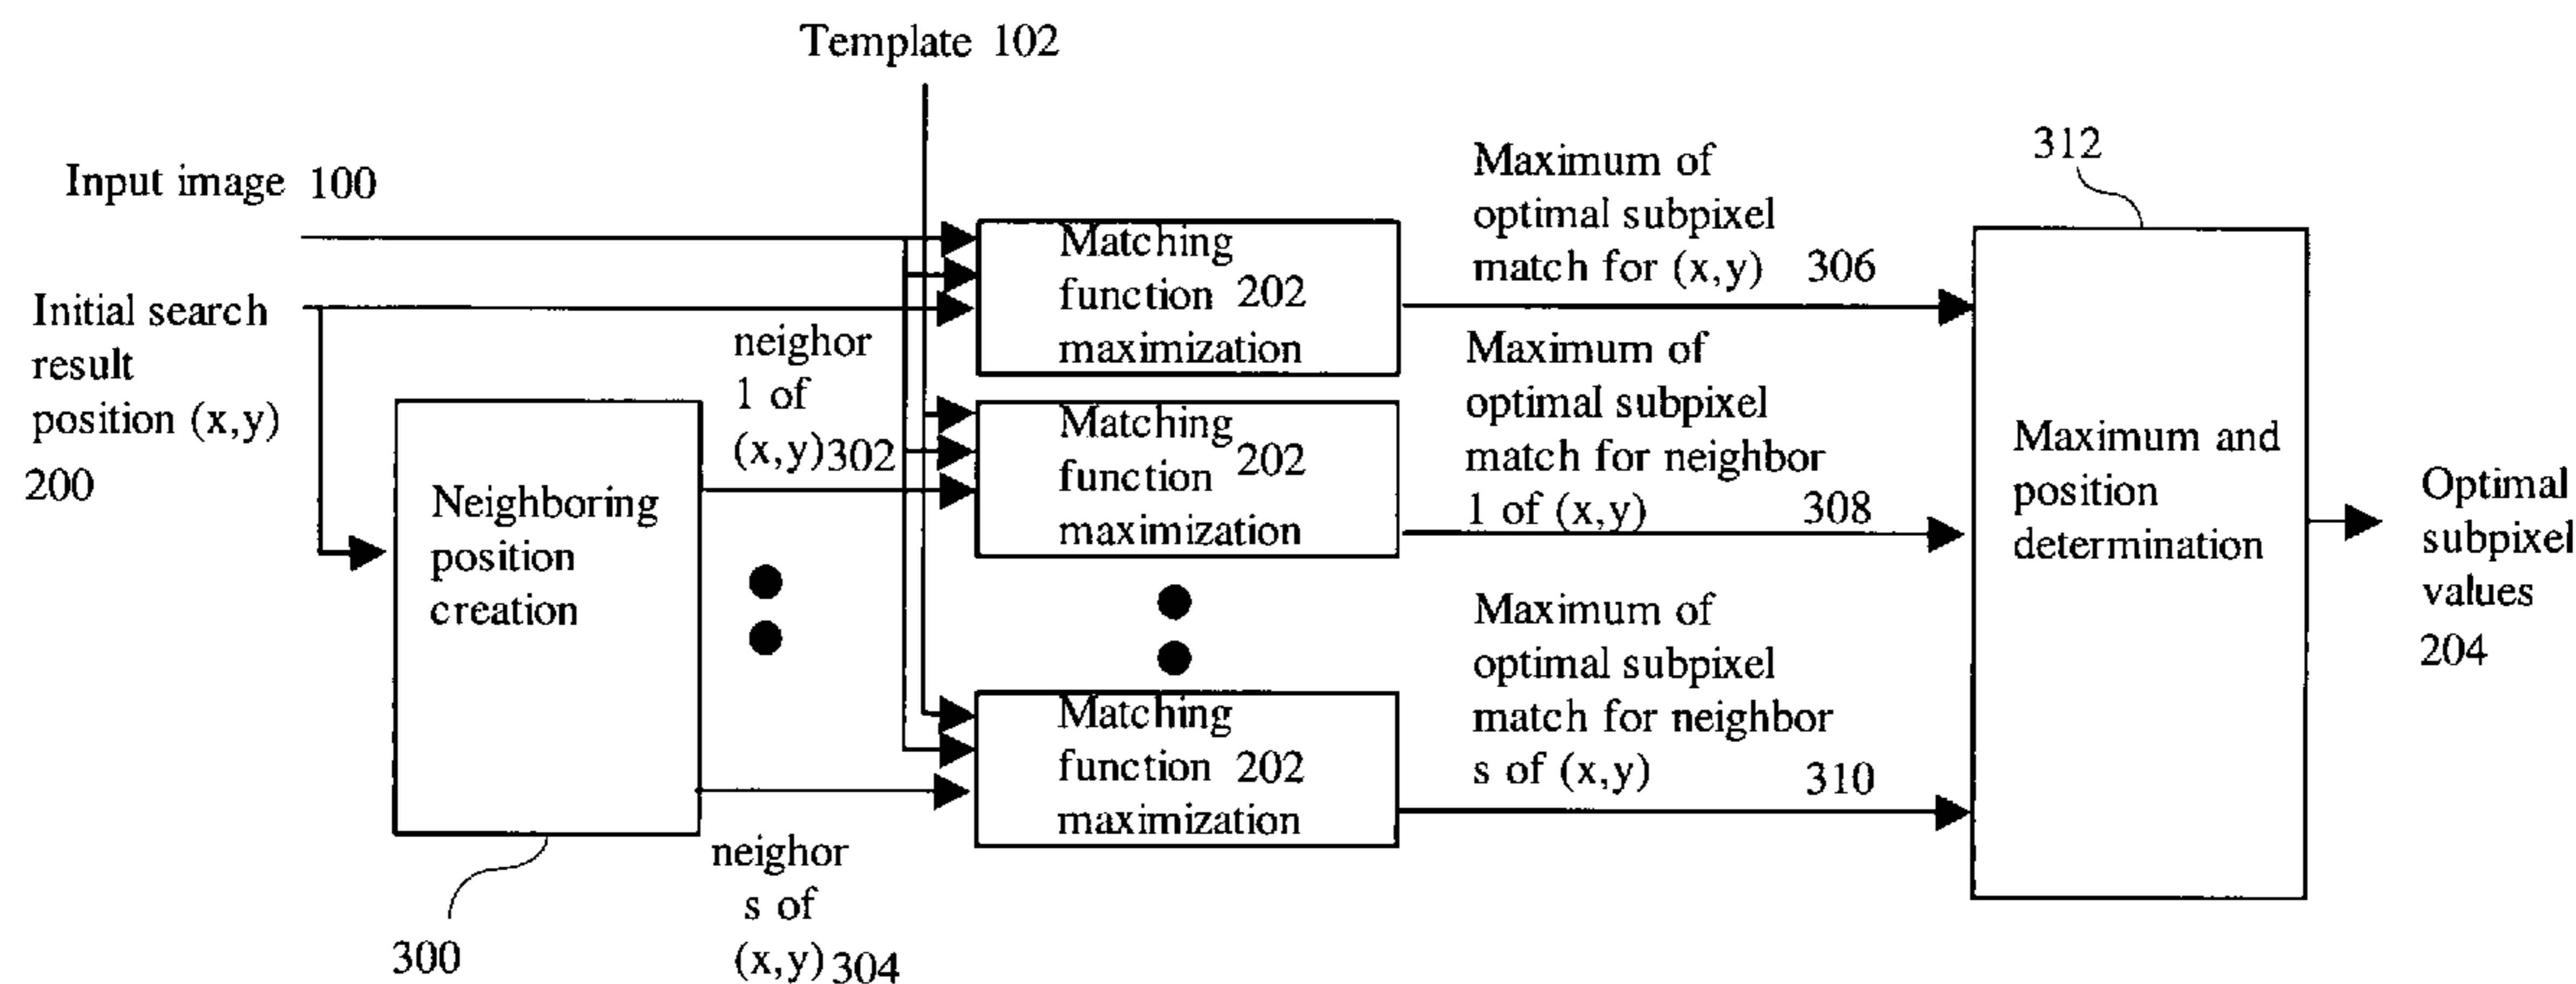 Template 102
Input image 100
Initial search
result
position (x,y)
200
Neighboring
position
creation
300
neighor
1 of
(x,y)302
neighor
s of
(x,y)304
Matching
function 202
maximization
Matching
function 202
maximization
Matching
function 202
maximization
Maximum of
optimal subpixel
match for (x,y) 306
Maximum of
optimal subpixel
match for neighbor
1 of (x,y) 308
Maximum of
optimal subpixel
match for neighbor
s of (x,y) 310
312
Maximum and
position
determination
Optimal
subpixel
values
204